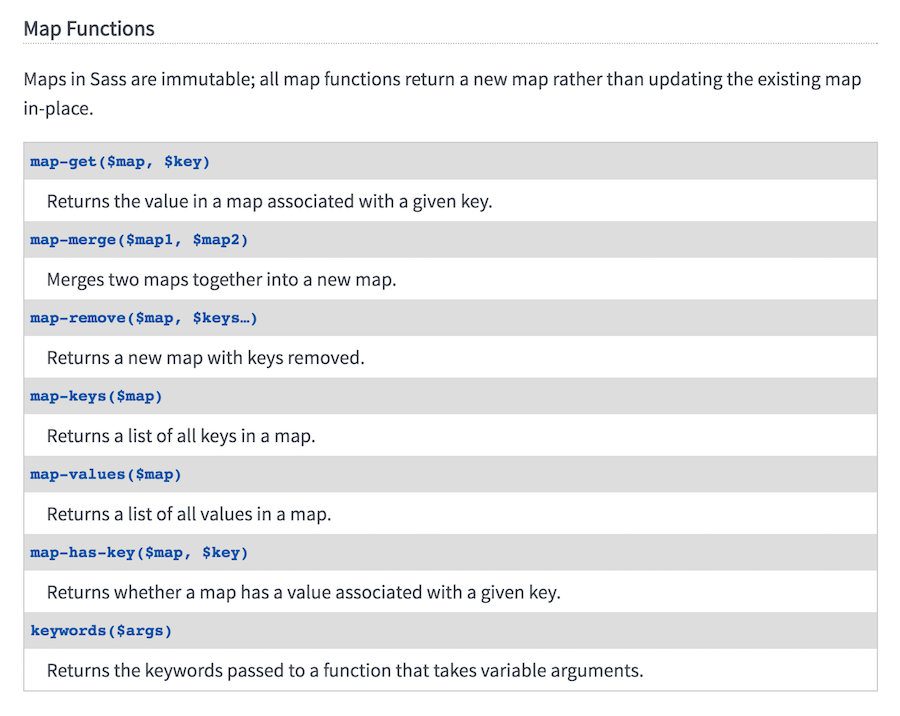 Map Functions
Maps in Sass are immutable; all map functions return a new map rather than updating the existing map
in-place.
map-get($map, $key)
Returns the value in a map associated with a given key.
map-merge($map1, $map2)
Merges two maps together into a new map.
map-remove($map, $keys…)
Returns a new map with keys removed.
map-keys($map)
Returns a list of all keys in a map.
map-values($map)
Returns a list of all values in a map.
map-has-key($map, $key)
Returns whether a map has a value associated with a given key.
keywords($args)
Returns the keywords passed to a function that takes variable arguments.